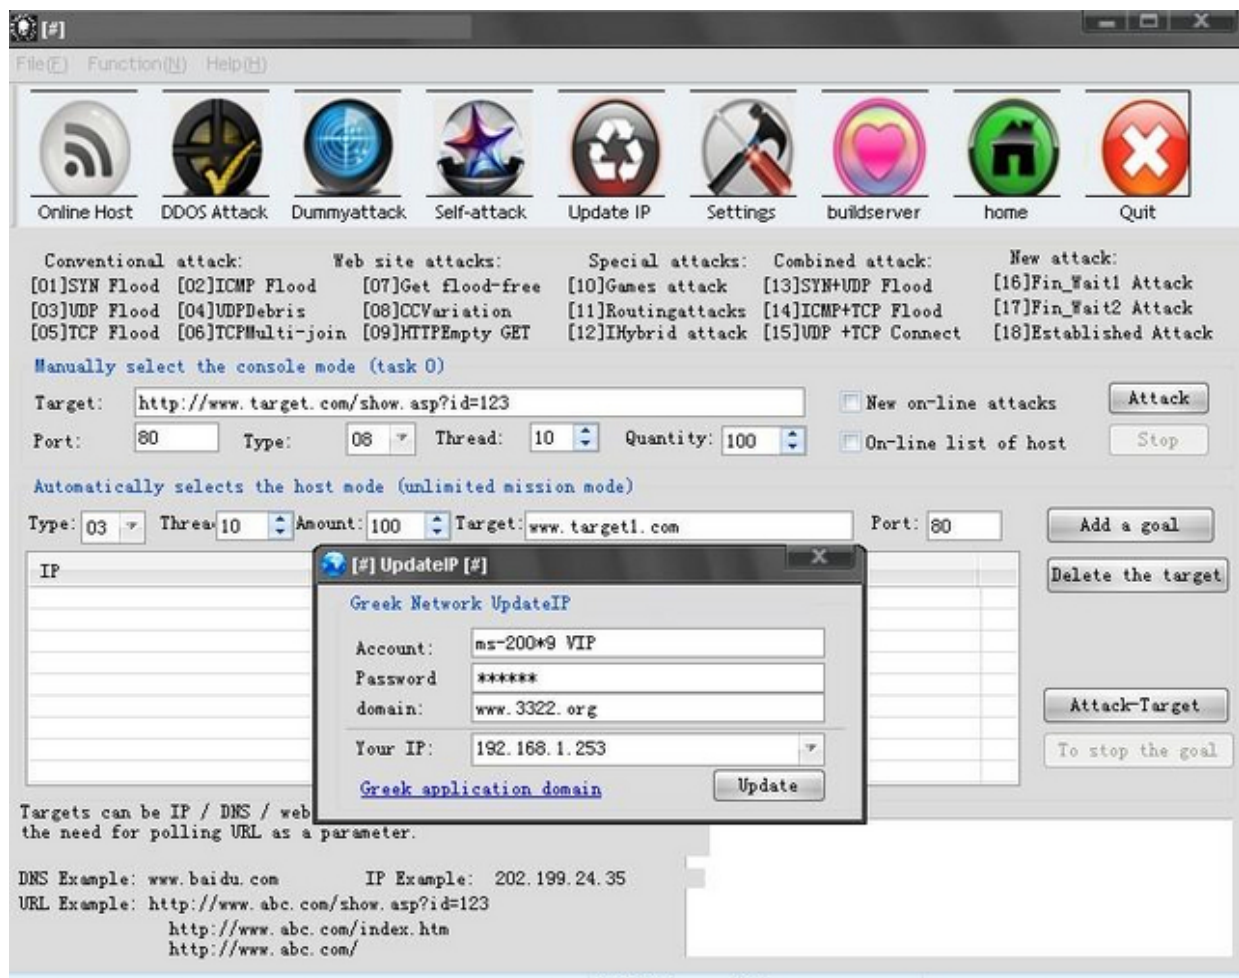 [#]
File(F) Function(N) Help(H)
Online Host DDOS Attack Dummyattack Self-attack Update IP Settings buildserver home Quit
Conventional attack: Web site attacks: Special attacks: Combined attack: New attack:
[01]SYN Flood [02]ICMP Flood [07]Get flood-free [10]Games attack [13]SYN+UDP Flood [16]Fin_Wait1 Attack
[03]UDP Flood [04]UDPDebris [08]CCVariation [11]Routingattacks [14]ICMP+TCP Flood [17]Fin_Wait2 Attack
[05]TCP Flood [06]TCPMulti-join [09]HTTPEmpty GET [12]IHybrid attack [15]UDP +TCP Connect [18]Established Attack
Manually select the console mode (task 0)
Target: http://www.target.com/show.asp?id=123 New on-line attacks Attack
Port: 80 Type: 08 Thread: 10 Quantity: 100 On-line list of host Stop
Automatically selects the host mode (unlimited mission mode)
Type: 03 Threa 10 Amount: 100 Target: www.target1.com Port: 80 Add a goal
IP
Delete the target
[#] UpdateIP [#]
Greek Network UpdateIP
Account: ms-200*9 VIP
Password ******
domain: www.3322.org
Your IP: 192.168.1.253
Greek application domain Update
Attack-Target
To stop the goal
Targets can be IP / DNS / web
the need for polling URL as a parameter.
DNS Example: www.baidu.com IP Example: 202.199.24.35
URL Example: http://www.abc.com/show.asp?id=123
http://www.abc.com/index.htm
http://www.abc.com/